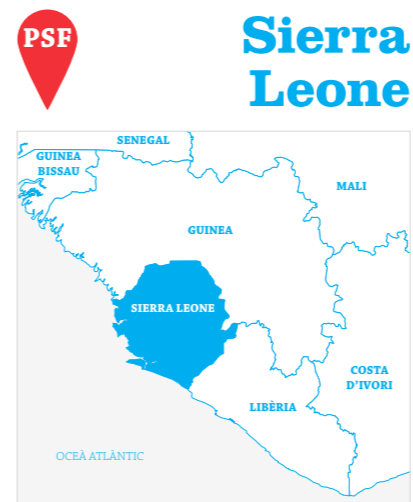 PSF
Sierra
Leone
SENEGAL
GUINEA
BISSAU
MALI
GUINEA
SIERRA LEONE
COSTA
D'IVORI
LIBÈRIA
OCEÀ ATLÀNTIC